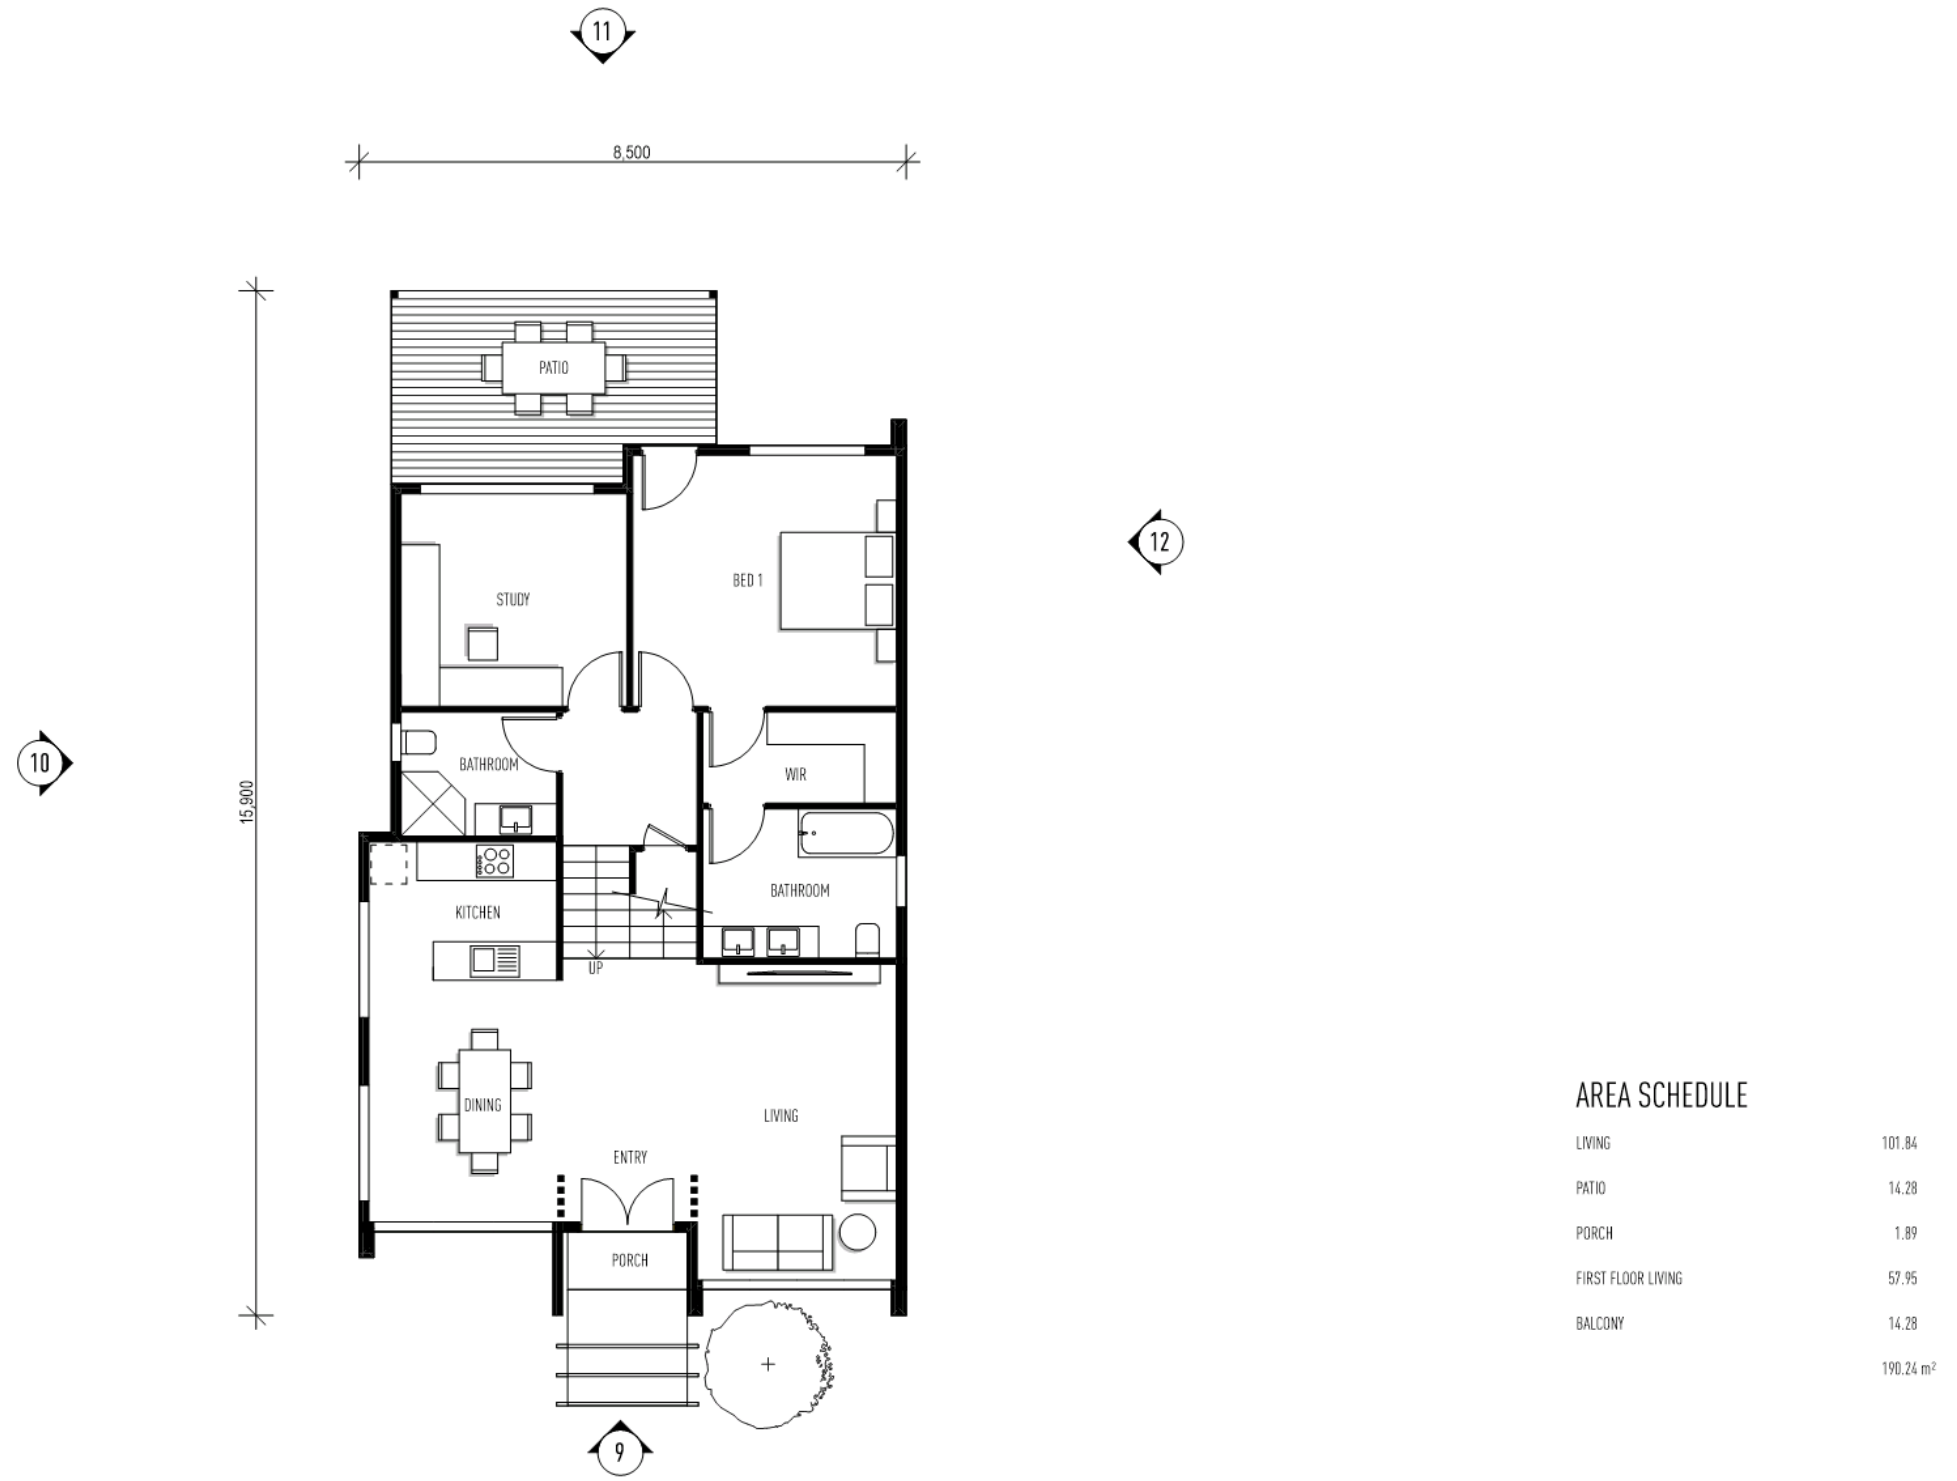 11
8,500
PATIO
12
BED 1
STUDY
10
BATHROOM
WIR
15,900
BATHROOM
KITCHEN
UP
DINING
LIVING
ENTRY
PORCH
9
AREA SCHEDULE
LIVING 101.84
PATIO 14.28
PORCH 1.89
FIRST FLOOR LIVING 57.95
BALCONY 14.28
190.24 m²